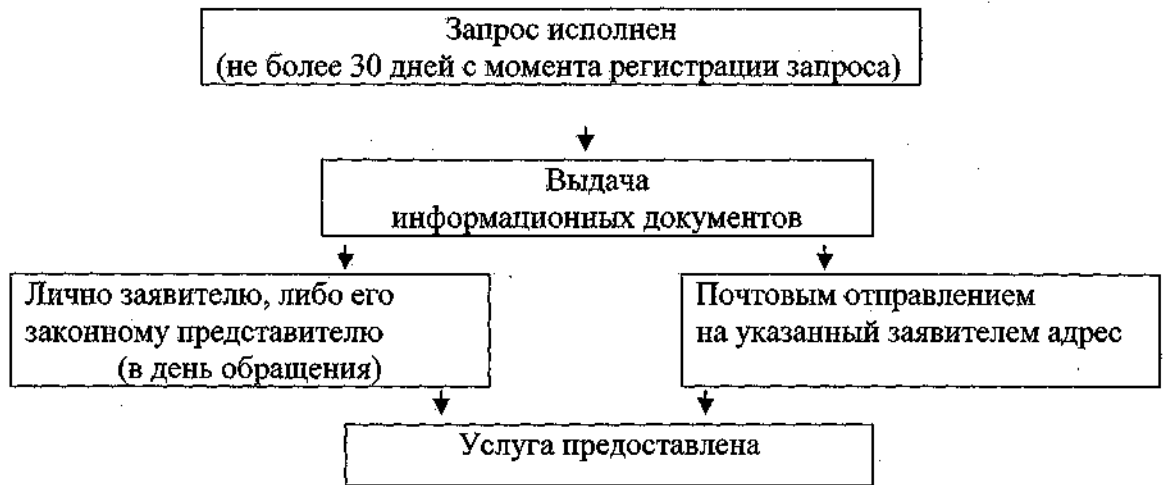 Запрос исполнен
(не более 30 дней с момента регистрации запроса)
Выдача
информационных документов
Лично заявителю, либо его
законному представителю
(в день обращения)
Почтовым отправлением
на указанный заявителем адрес
Услуга предоставлена